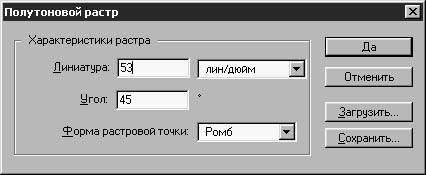 Полутоновой растр
Характеристики растра
Линиатура: 53 лин/дюйм
Угол: 45 °
Форма растровой точки: Ромб
Да
Отменить
Загрузить...
Сохранить...